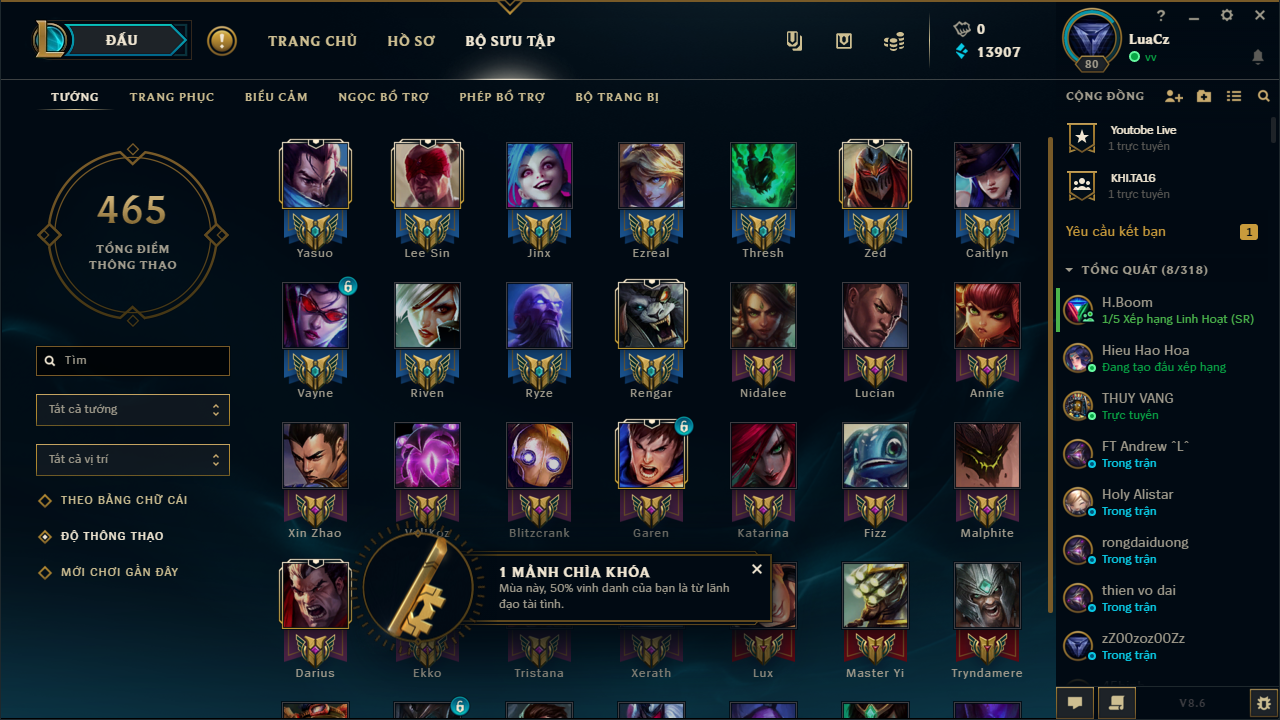 ĐẤU
TRANG CHỦ
HỒ SƠ
BỘ SƯU TẬP
0
13907
?
80
LuaCz
vv
TƯỚNG
TRANG PHỤC
BIỂU CẢM
NGỌC BỔ TRỢ
PHÉP BỔ TRỢ
BỘ TRANG BỊ
465
TỔNG ĐIỂM
THÔNG THẠO
Tìm
Tất cả tướng
Tất cả vị trí
THEO BẢNG CHỮ CÁI
ĐỘ THÔNG THẠO
MỚI CHƠI GẦN ĐÂY
Yasuo
Lee Sin
Jinx
Ezreal
Thresh
Zed
Caitlyn
6
Vayne
Riven
Ryze
Rengar
Nidalee
Lucian
Annie
6
Xin Zhao
Vel'Koz
Blitzcrank
Garen
Katarina
Fizz
Malphite
1 MẢNH CHÌA KHÓA
Mùa này, 50% vinh danh của bạn là từ lãnh
đạo tài tình.
Darius
Ekko
Tristana
Xerath
Lux
Master Yi
Tryndamere
6
CỘNG ĐỒNG
Youtobe Live
1 trực tuyến
KHI.TA16
1 trực tuyến
Yêu cầu kết bạn
1
TỔNG QUÁT (8/318)
H.Boom
1/5 Xếp hạng Linh Hoạt (SR)
Hieu Hao Hoa
Đang tạo đấu xếp hạng
THUY VANG
Trực tuyến
FT Andrew ˆLˆ
Trong trận
Holy Alistar
Trong trận
rongdaiduong
Trong trận
thien vo dai
Trong trận
zZ00zoz00Zz
Trong trận
V8.6